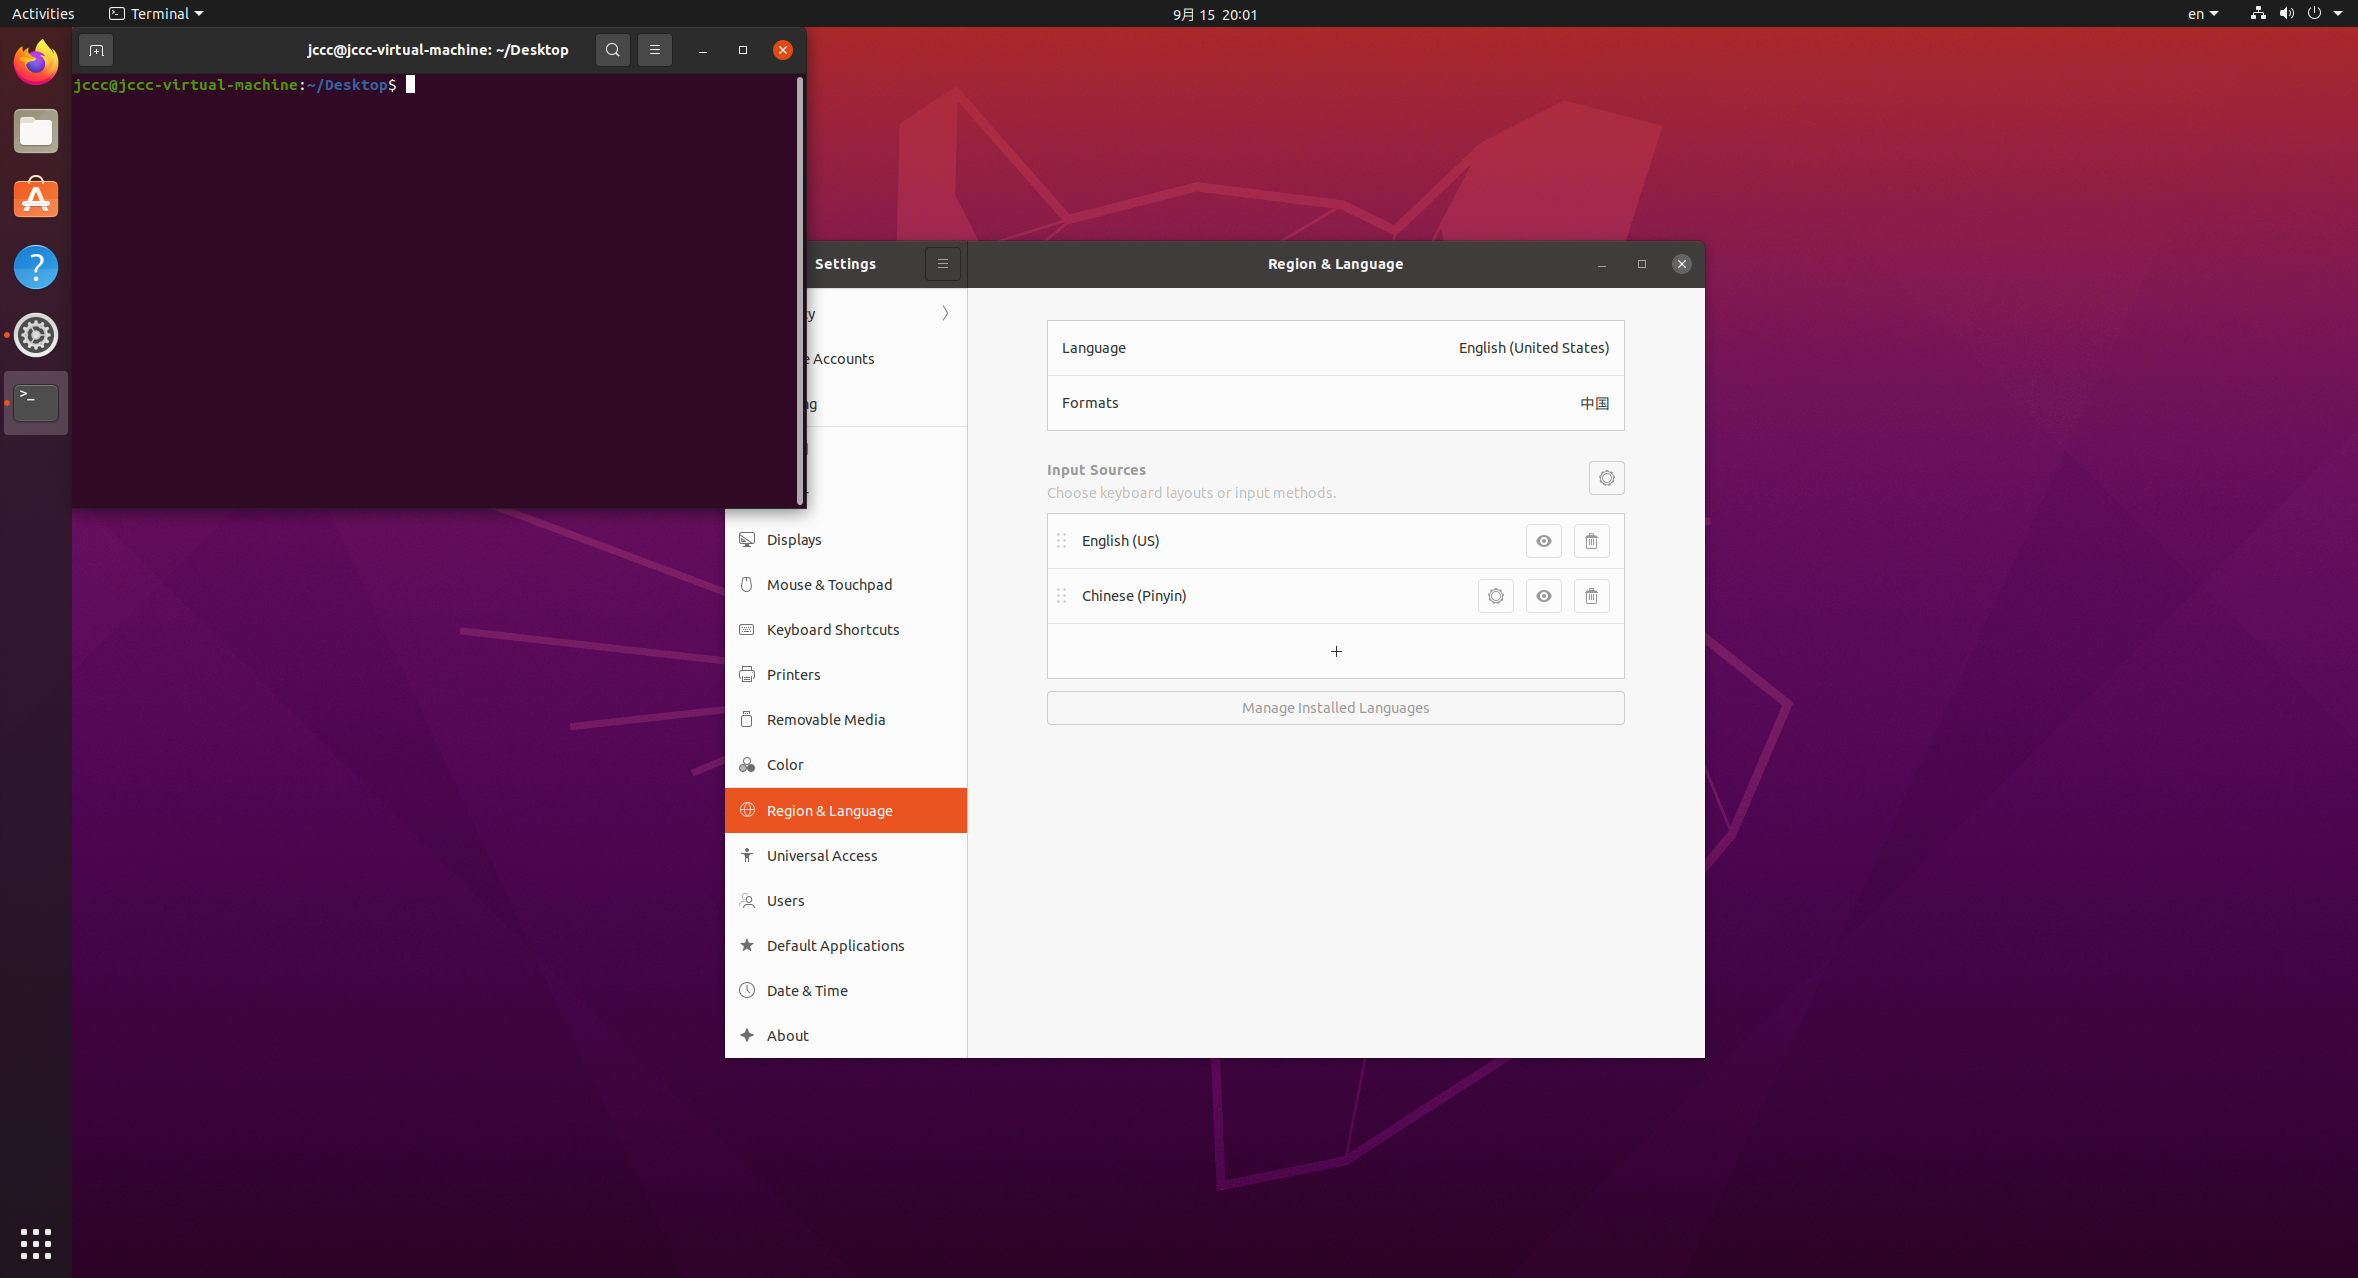 Activities
Terminal
9月 15 20:01
en
jccc@jccc-virtual-machine: ~/Desktop
jccc@jccc-virtual-machine:~/Desktop$
Settings
Region & Language
Accounts
Displays
Mouse & Touchpad
Keyboard Shortcuts
Printers
Removable Media
Color
Region & Language
Universal Access
Users
Default Applications
Date & Time
About
Language English (United States)
Formats 中国
Input Sources
Choose keyboard layouts or input methods.
English (US)
Chinese (Pinyin)
Manage Installed Languages